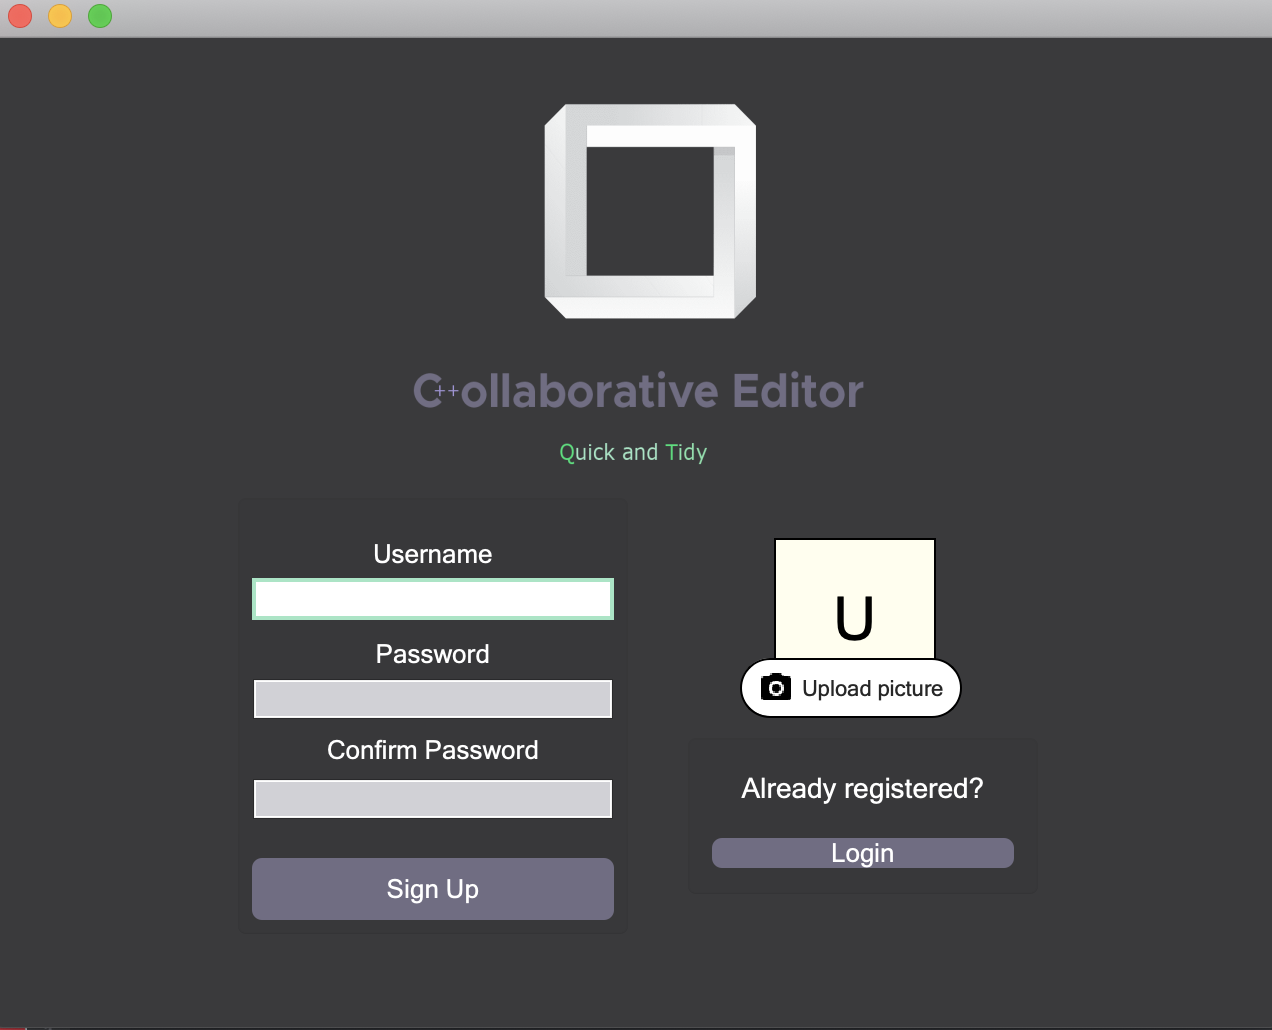 C++ollaborative Editor
Quick and Tidy
Username
Password
Confirm Password
Sign Up
U
Upload picture
Already registered?
Login